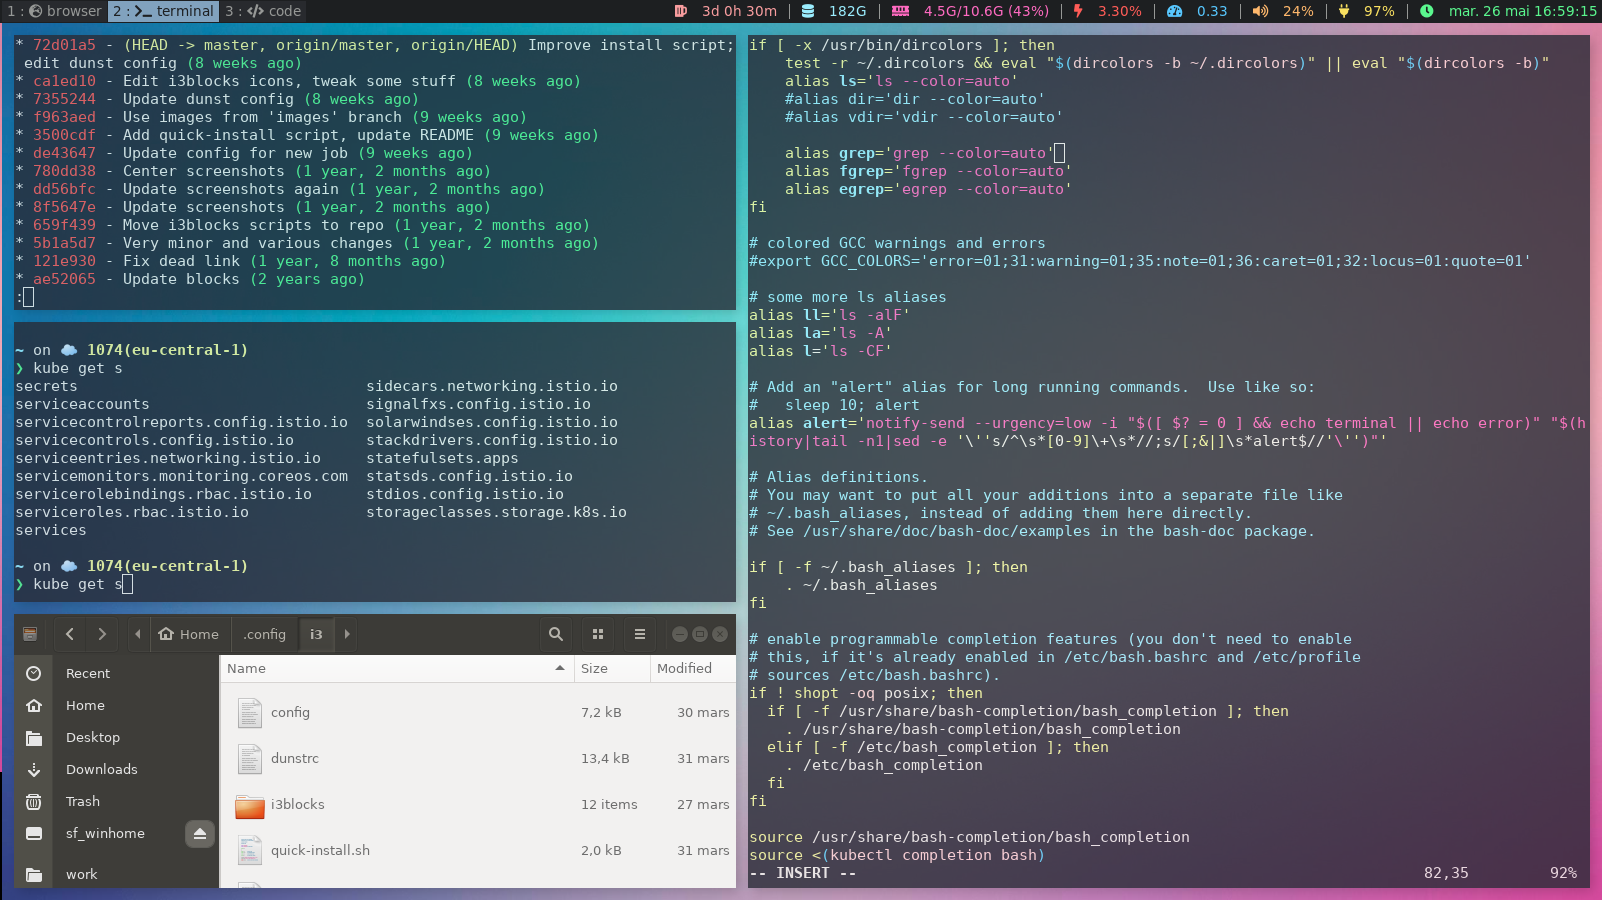 1: browser 2: terminal 3: code 3d 0h 30m | 182G | 4.5G/10.6G (43%) | 3.30% | 0.33 | 24% | 97% | mar. 26 mai 16:59:15
* 72d01a5 - (HEAD -> master, origin/master, origin/HEAD) Improve install script;
 edit dunst config (8 weeks ago)
* ca1ed10 - Edit i3blocks icons, tweak some stuff (8 weeks ago)
* 7355244 - Update dunst config (8 weeks ago)
* f963aed - Use images from 'images' branch (9 weeks ago)
* 3500cdf - Add quick-install script, update README (9 weeks ago)
* de43647 - Update config for new job (9 weeks ago)
* 780dd38 - Center screenshots (1 year, 2 months ago)
* dd56bfc - Update screenshots again (1 year, 2 months ago)
* 8f5647e - Update screenshots (1 year, 2 months ago)
* 659f439 - Move i3blocks scripts to repo (1 year, 2 months ago)
* 5b1a5d7 - Very minor and various changes (1 year, 2 months ago)
* 121e930 - Fix dead link (1 year, 8 months ago)
* ae52065 - Update blocks (2 years ago)
:
~ on ☁️ 1074(eu-central-1)
❯ kube get s
secrets sidecars.networking.istio.io
serviceaccounts signalfxs.config.istio.io
servicecontrolreports.config.istio.io solarwindses.config.istio.io
servicecontrols.config.istio.io stackdrivers.config.istio.io
serviceentries.networking.istio.io statefulsets.apps
servicemonitors.monitoring.coreos.com statsds.config.istio.io
servicerolebindings.rbac.istio.io stdios.config.istio.io
serviceroles.rbac.istio.io storageclasses.storage.k8s.io
services
~ on ☁️ 1074(eu-central-1)
❯ kube get s
Home .config i3
Name Size Modified
Recent
Home
Desktop
Downloads
Trash
sf_winhome
work
config 7,2 kB 30 mars
dunstrc 13,4 kB 31 mars
i3blocks 12 items 27 mars
quick-install.sh 2,0 kB 31 mars
if [ -x /usr/bin/dircolors ]; then
    test -r ~/.dircolors && eval "$(dircolors -b ~/.dircolors)" || eval "$(dircolors -b)"
    alias ls='ls --color=auto'
    #alias dir='dir --color=auto'
    #alias vdir='vdir --color=auto'
    alias grep='grep --color=auto'
    alias fgrep='fgrep --color=auto'
    alias egrep='egrep --color=auto'
fi
# colored GCC warnings and errors
#export GCC_COLORS='error=01;31:warning=01;35:note=01;36:caret=01;32:locus=01:quote=01'
# some more ls aliases
alias ll='ls -alF'
alias la='ls -A'
alias l='ls -CF'
# Add an "alert" alias for long running commands.  Use like so:
#   sleep 10; alert
alias alert='notify-send --urgency=low -i "$([ $? = 0 ] && echo terminal || echo error)" "$(h
istory|tail -n1|sed -e '\''s/^\s*[0-9]\+\s*//;s/[;&|]\s*alert$//'\'')"'
# Alias definitions.
# You may want to put all your additions into a separate file like
# ~/.bash_aliases, instead of adding them here directly.
# See /usr/share/doc/bash-doc/examples in the bash-doc package.
if [ -f ~/.bash_aliases ]; then
    . ~/.bash_aliases
fi
# enable programmable completion features (you don't need to enable
# this, if it's already enabled in /etc/bash.bashrc and /etc/profile
# sources /etc/bash.bashrc).
if ! shopt -oq posix; then
  if [ -f /usr/share/bash-completion/bash_completion ]; then
    . /usr/share/bash-completion/bash_completion
  elif [ -f /etc/bash_completion ]; then
    . /etc/bash_completion
  fi
fi
source /usr/share/bash-completion/bash_completion
source <(kubectl completion bash)
-- INSERT -- 82,35 92%